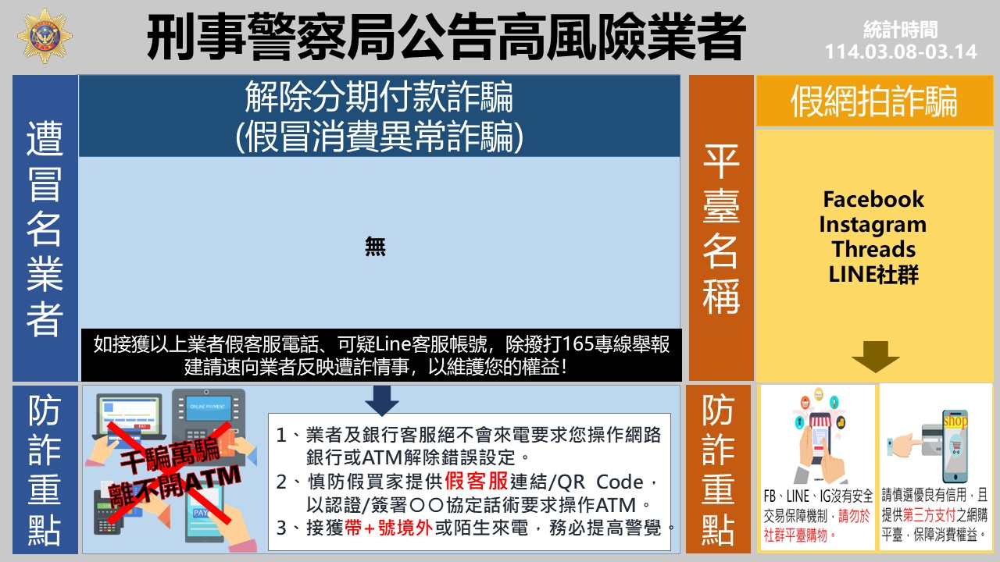 刑事警察局公告高風險業者
統計時間
114.03.08-03.14
遭冒名業者
解除分期付款詐騙
(假冒消費異常詐騙)
無
如接獲以上業者假客服電話、可疑Line客服帳號，除撥打165專線舉報
建請速向業者反映遭詐情事，以維護您的權益！
平臺名稱
假網拍詐騙
Facebook
Instagram
Threads
LINE社群
防詐重點
ONLINE PAYMENT
PAY
千騙萬騙
離不開ATM
PAY
1、業者及銀行客服絕不會來電要求您操作網路
銀行或ATM解除錯誤設定。
2、慎防假買家提供假客服連結/QR Code，
以認證/簽署〇〇協定話術要求操作ATM。
3、接獲帶+號境外或陌生來電，務必提高警覺。
防詐重點
FB、LINE、IG沒有安全
交易保障機制，請勿於
社群平臺購物。
shop
請慎選優良有信用，且
提供第三方支付之網購
平臺，保障消費權益。